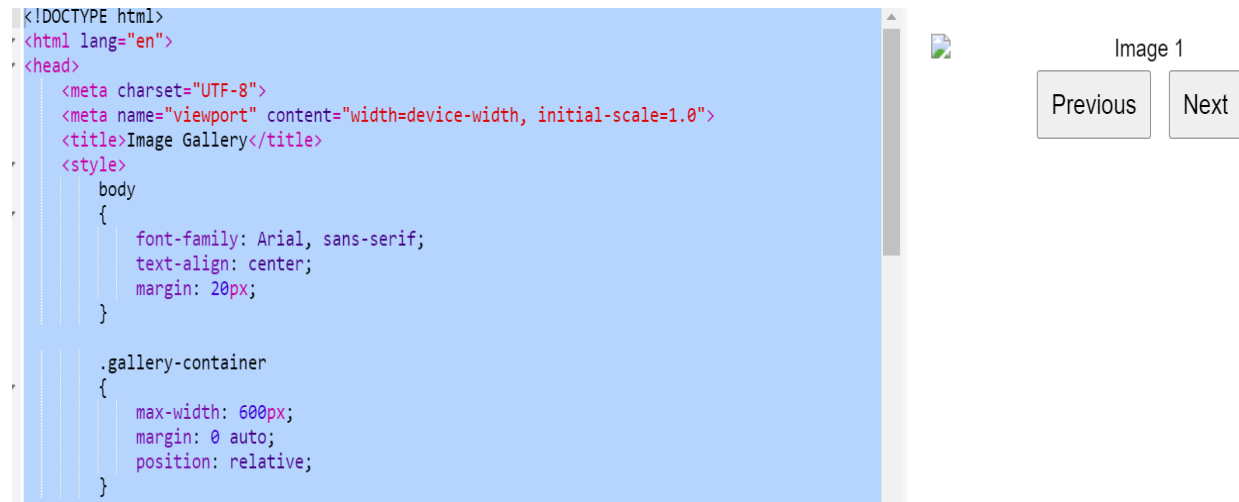 <!DOCTYPE html>
<html lang="en">
<head>
<meta charset="UTF-8">
<meta name="viewport" content="width=device-width, initial-scale=1.0">
<title>Image Gallery</title>
<style>
body
{
font-family: Arial, sans-serif;
text-align: center;
margin: 20px;
}
.gallery-container
{
max-width: 600px;
margin: 0 auto;
position: relative;
}
Image 1
Previous Next